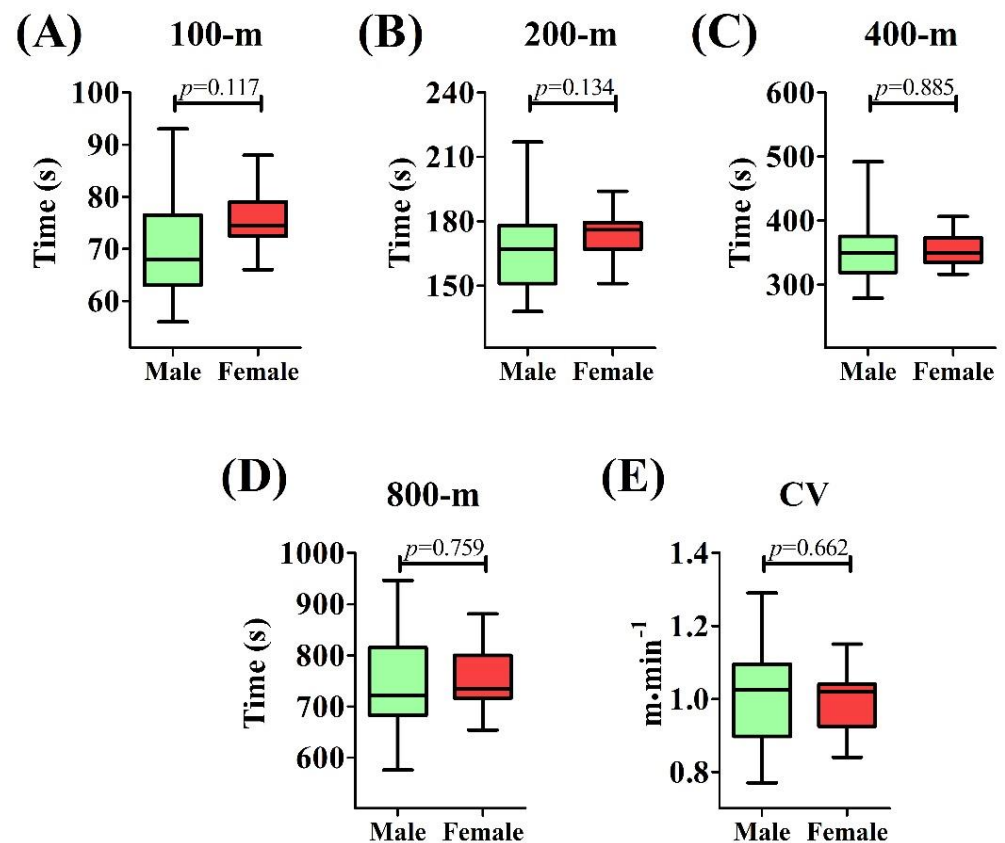 (A) 100-m
p=0.117
100
90
80
70
60
Time (s)
Male Female
(B) 200-m
p=0.134
240
210
180
150
Time (s)
Male Female
(C) 400-m
p=0.885
600
500
400
300
Time (s)
Male Female
(D) 800-m
p=0.759
1000
900
800
700
600
Time (s)
Male Female
(E) CV
p=0.662
1.4
1.2
1.0
0.8
m•min⁻¹
Male Female